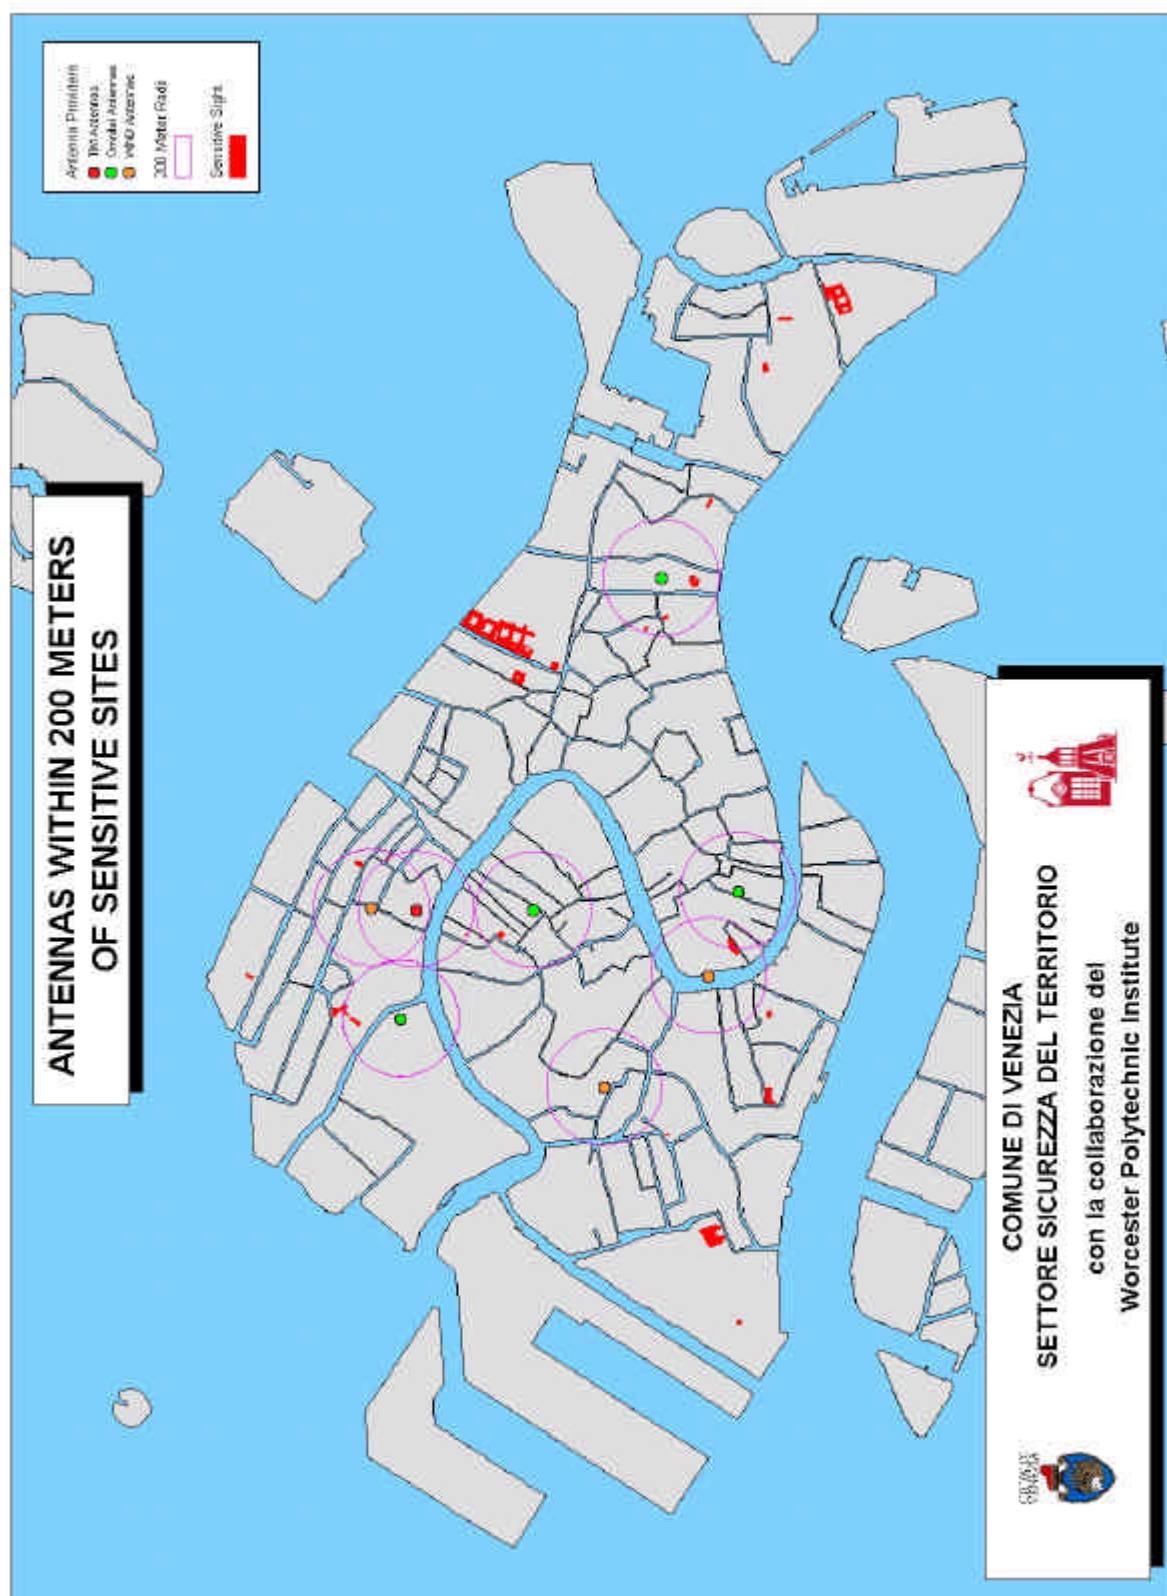 ANTENNAS WITHIN 200 METERS
OF SENSITIVE SITES
Antenna Providers
Tim Antennas
Omnitel Antennas
WIND Antennas
200 Meter Radii
Sensitive Sight
COMUNE DI VENEZIA
SETTORE SICUREZZA DEL TERRITORIO
con la collaborazione del
Worcester Polytechnic Institute